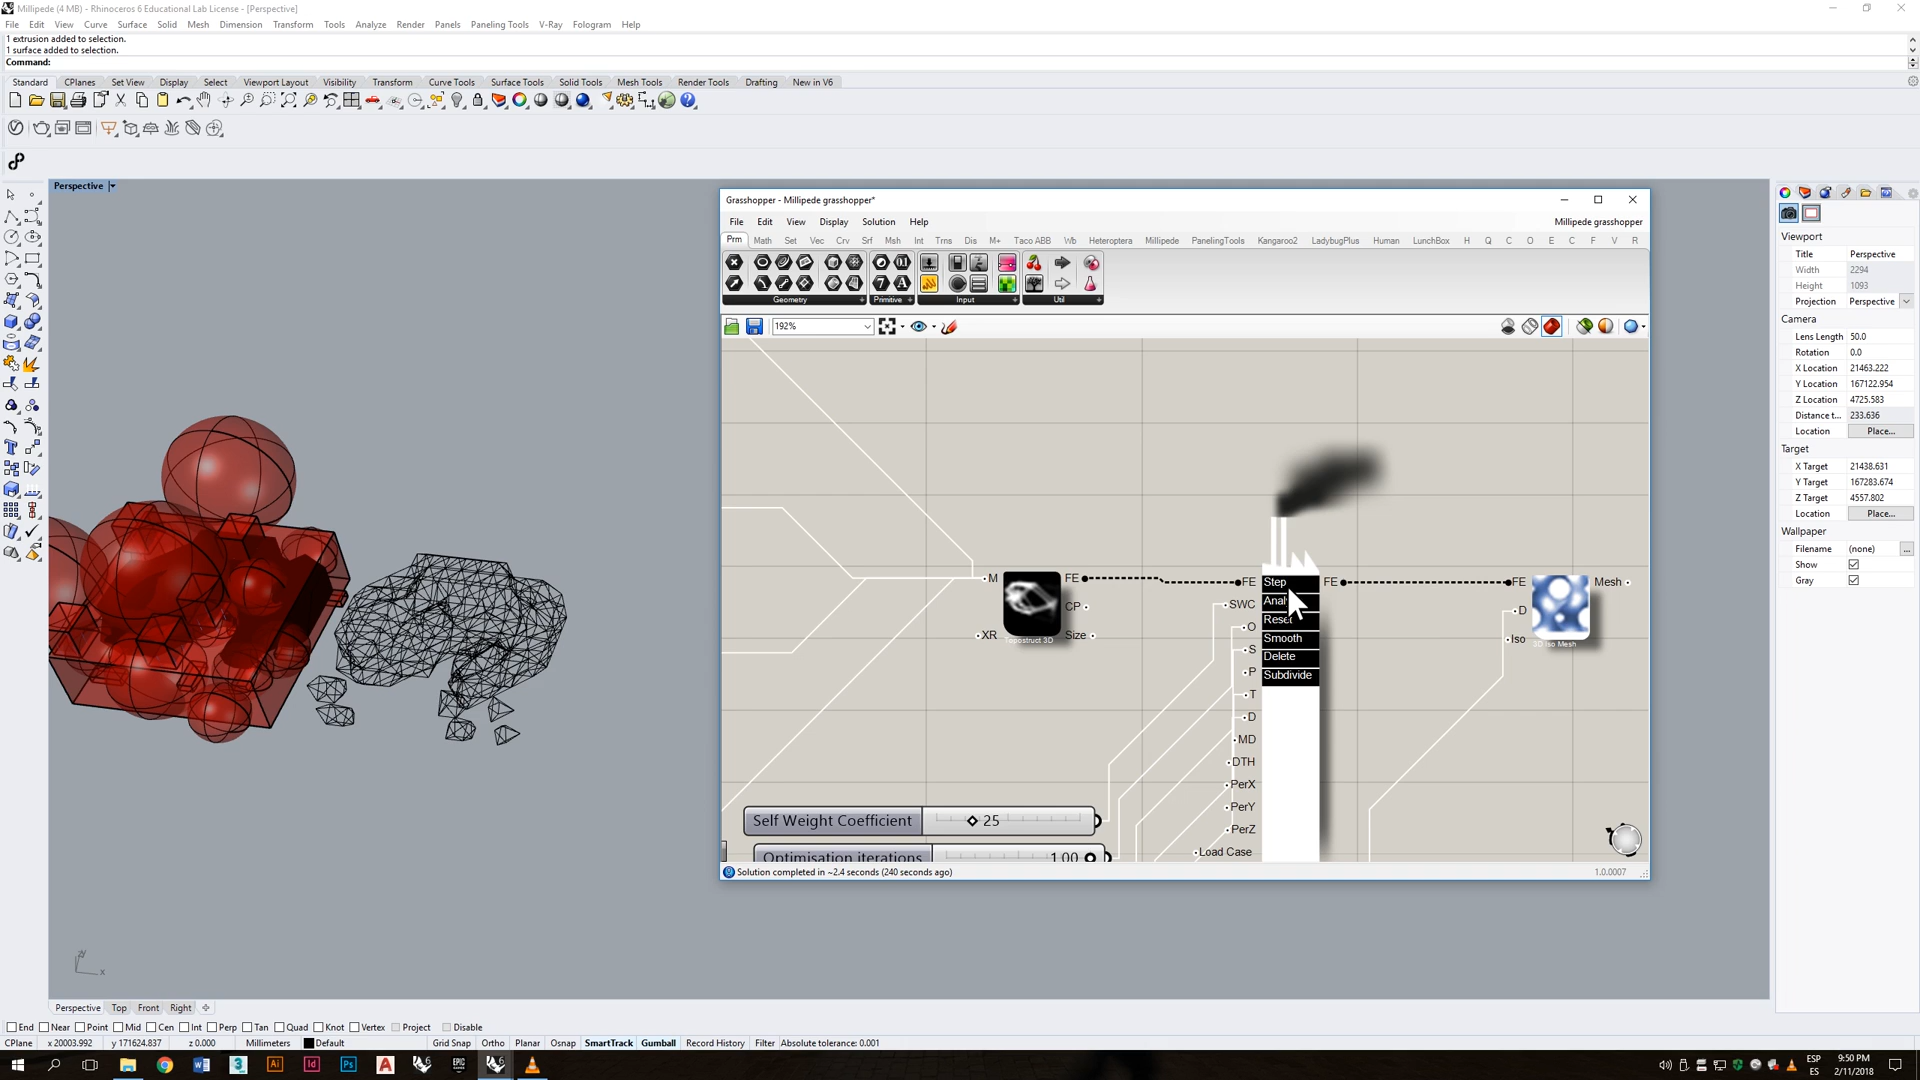 Millipede (4 MB) - Rhinoceros 6 Educational Lab License - [Perspective]
File Edit View Curve Surface Solid Mesh Dimension Transform Tools Analyze Render Panels Paneling Tools V-Ray Fologram Help
1 extrusion added to selection.
1 surface added to selection.
Command:
Standard CPlanes Set View Display Select Viewport Layout Visibility Transform Curve Tools Surface Tools Solid Tools Mesh Tools Render Tools Drafting New in V6
Perspective
Grasshopper - Millipede grasshopper*
File Edit View Display Solution Help Millipede grasshopper
Prm Math Set Vec Crv Srf Msh Int Trns Dis M+ Taco ABB Wb Heteroptera Millipede PanelingTools Kangaroo2 LadybugPlus Human LunchBox H Q C O E C F V R
Geometry + Primitive + Input + Util +
192%
M FE
CP
XR Size
Topostruct 3D
FE Step FE
SWC
O Reset
S Smooth
P Delete
T Subdivide
D
MD
DTH
PerX
PerY
PerZ
Load Case
FE Mesh
D
Iso
3D Iso Mesh
Self Weight Coefficient 25
Optimisation iterations 1.00
Solution completed in ~2.4 seconds (240 seconds ago) 1.0.0007
Viewport
Title Perspective
Width 2294
Height 1093
Projection Perspective
Camera
Lens Length 50.0
Rotation 0.0
X Location 21463.222
Y Location 167122.954
Z Location 4725.583
Distance t... 233.636
Location Place...
Target
X Target 21438.631
Y Target 167283.674
Z Target 4557.802
Location Place...
Wallpaper
Filename (none) ...
Show
Gray
y
x
Perspective Top Front Right
End Near Point Mid Cen Int Perp Tan Quad Knot Vertex Project Disable
CPlane x 20003.992 y 171624.837 z 0.000 Millimeters Default Grid Snap Ortho Planar Osnap SmartTrack Gumball Record History Filter Absolute tolerance: 0.001
ESP
ES
9:50 PM
2/11/2018